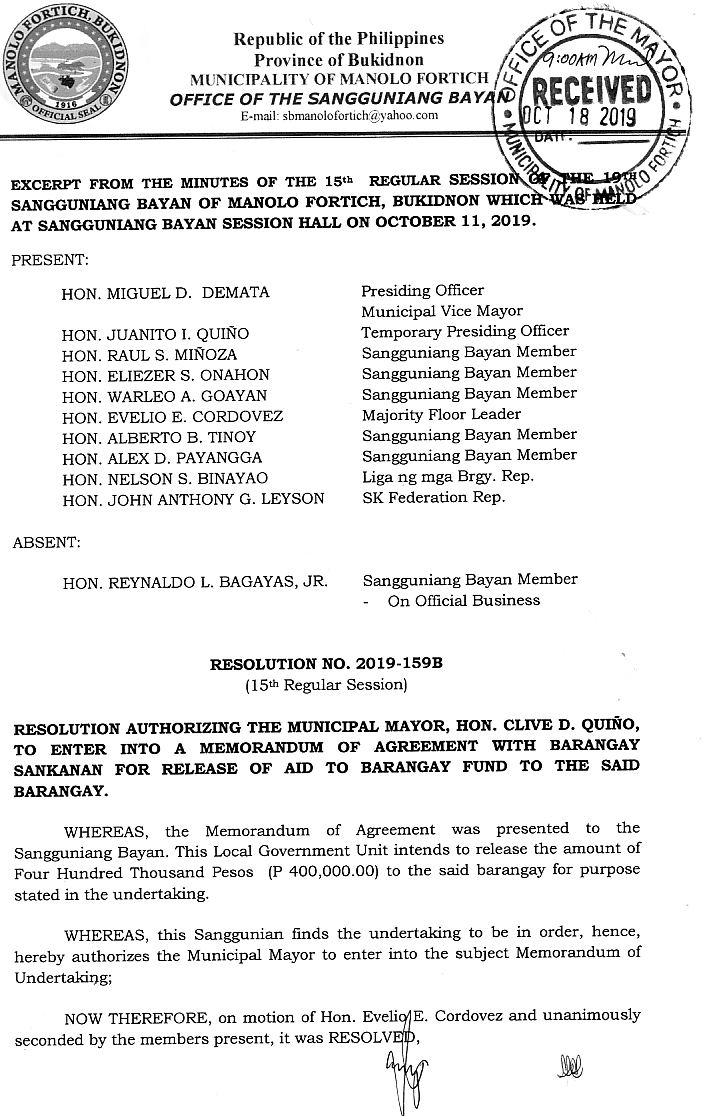 MANOLO FORTICH, BUKIDNON
1916
OFFICIAL SEAL
Republic of the Philippines
Province of Bukidnon
MUNICIPALITY OF MANOLO FORTICH
OFFICE OF THE SANGGUNIANG BAYAN
E-mail: sbmanolofortich@yahoo.com
OFFICE OF THE MAYOR
9:00AM
RECEIVED
OCT 18 2019
DATE:
MUNICIPALITY OF MANOLO FORTICH
EXCERPT FROM THE MINUTES OF THE 15th REGULAR SESSION OF THE 19TH
SANGGUNIANG BAYAN OF MANOLO FORTICH, BUKIDNON WHICH WAS HELD
AT SANGGUNIANG BAYAN SESSION HALL ON OCTOBER 11, 2019.
PRESENT:
HON. MIGUEL D. DEMATA Presiding Officer
Municipal Vice Mayor
HON. JUANITO I. QUIÑO Temporary Presiding Officer
HON. RAUL S. MIÑOZA Sangguniang Bayan Member
HON. ELIEZER S. ONAHON Sangguniang Bayan Member
HON. WARLEO A. GOAYAN Sangguniang Bayan Member
HON. EVELIO E. CORDOVEZ Majority Floor Leader
HON. ALBERTO B. TINOY Sangguniang Bayan Member
HON. ALEX D. PAYANGGA Sangguniang Bayan Member
HON. NELSON S. BINAYAO Liga ng mga Brgy. Rep.
HON. JOHN ANTHONY G. LEYSON SK Federation Rep.
ABSENT:
HON. REYNALDO L. BAGAYAS, JR. Sangguniang Bayan Member
- On Official Business
RESOLUTION NO. 2019-159B
(15th Regular Session)
RESOLUTION AUTHORIZING THE MUNICIPAL MAYOR, HON. CLIVE D. QUIÑO,
TO ENTER INTO A MEMORANDUM OF AGREEMENT WITH BARANGAY
SANKANAN FOR RELEASE OF AID TO BARANGAY FUND TO THE SAID
BARANGAY.
WHEREAS, the Memorandum of Agreement was presented to the
Sangguniang Bayan. This Local Government Unit intends to release the amount of
Four Hundred Thousand Pesos (P 400,000.00) to the said barangay for purpose
stated in the undertaking.
WHEREAS, this Sanggunian finds the undertaking to be in order, hence,
hereby authorizes the Municipal Mayor to enter into the subject Memorandum of
Undertaking;
NOW THEREFORE, on motion of Hon. Evelio E. Cordovez and unanimously
seconded by the members present, it was RESOLVED,